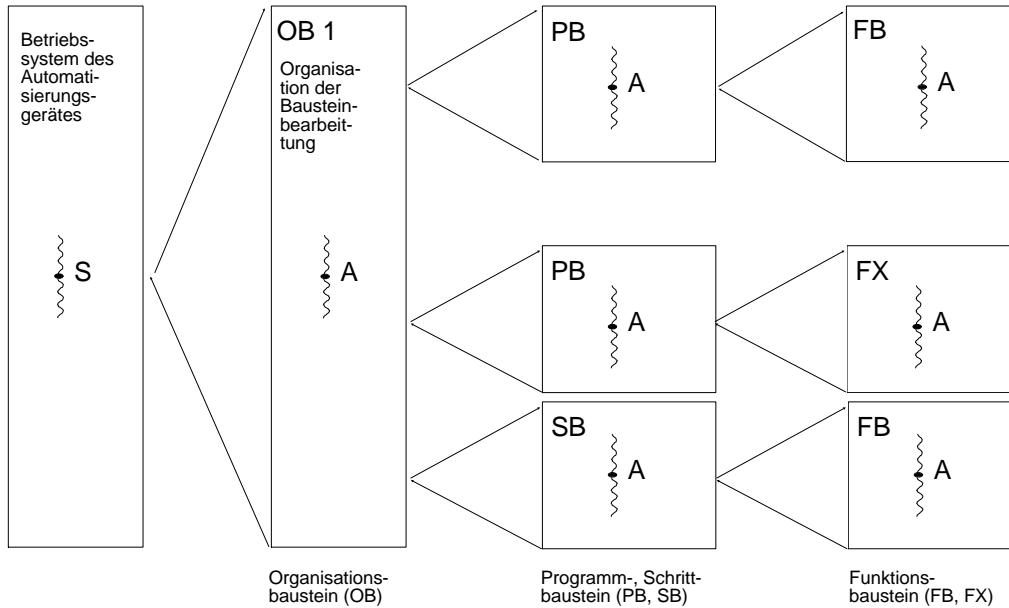 Betriebs-
system des
Automati-
sierungs-
gerätes
S
OB 1
Organisa-
tion der
Baustein-
bearbeit-
tung
A
PB
A
FB
A
PB
A
FX
A
SB
A
FB
A
Organisations-
baustein (OB)
Programm-, Schritt-
baustein (PB, SB)
Funktions-
baustein (FB, FX)